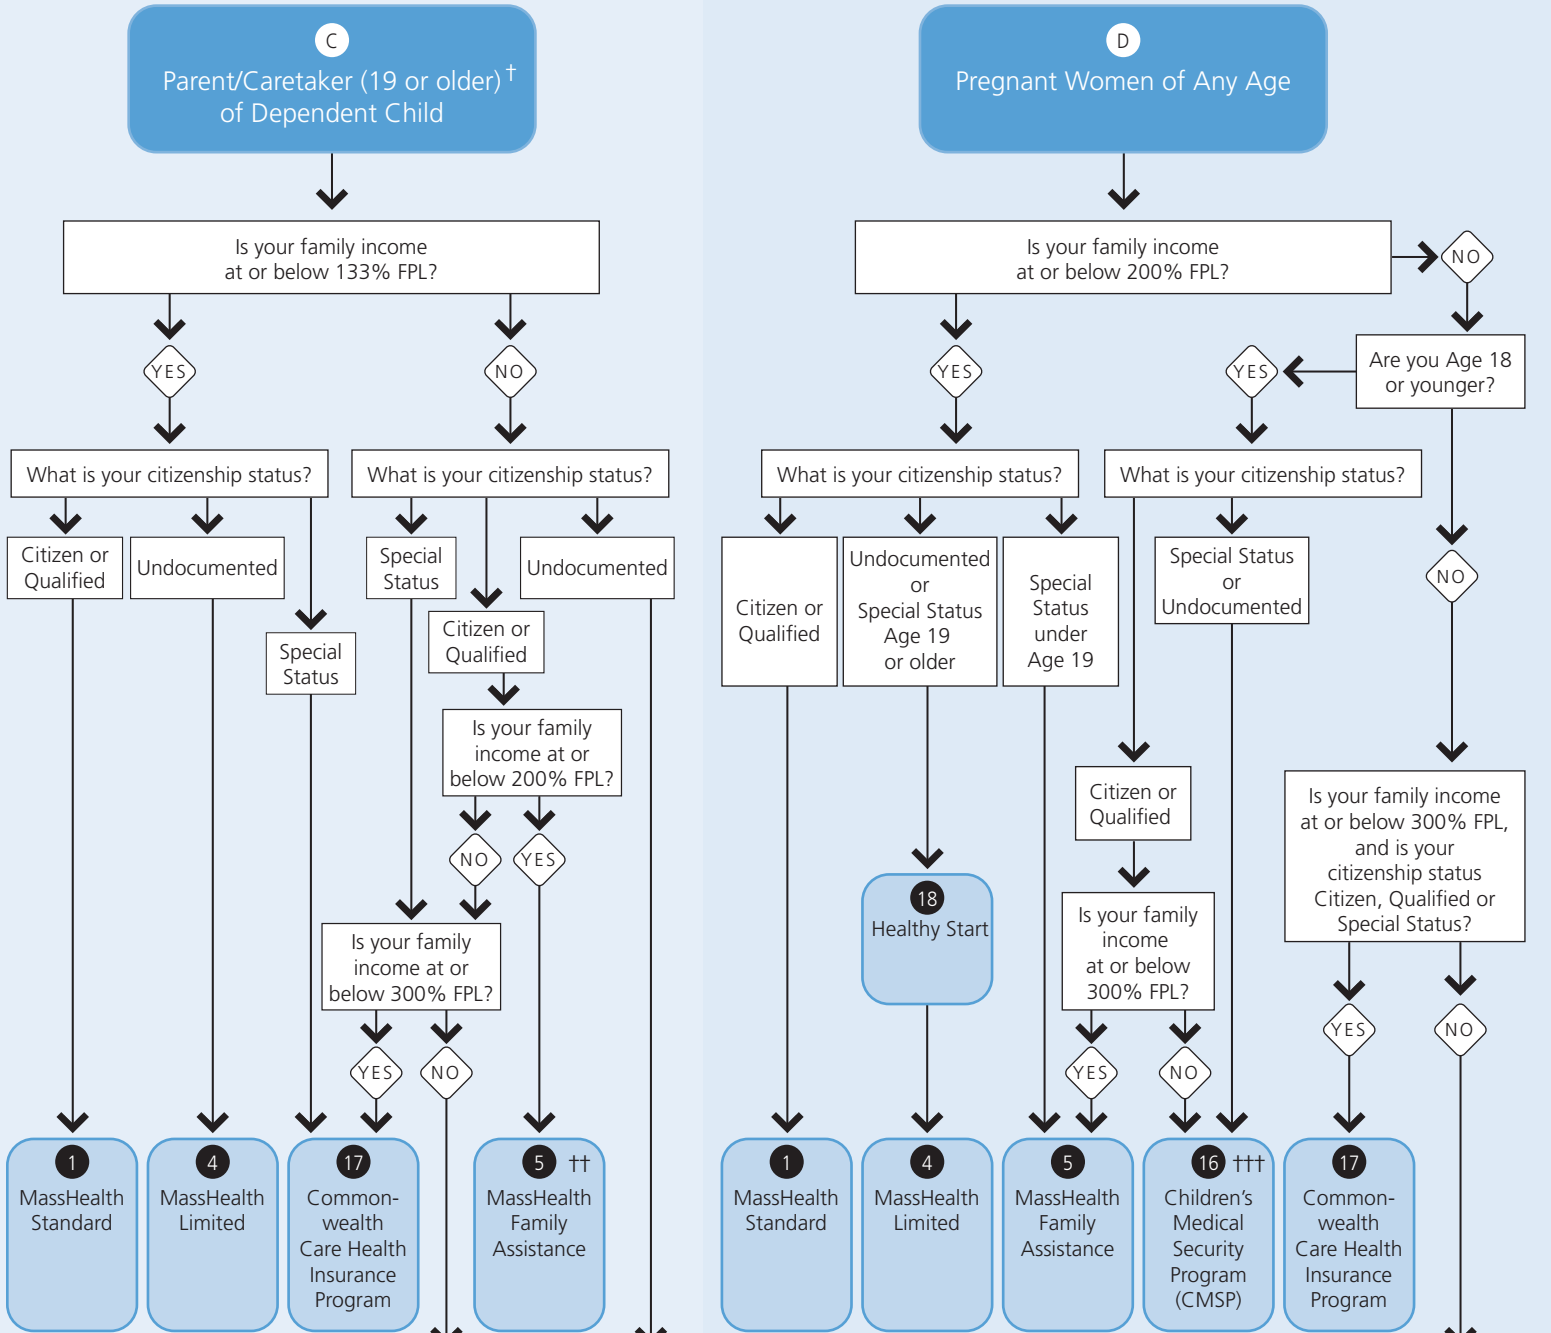 C
Parent/Caretaker (19 or older)†
of Dependent Child
Is your family income
at or below 133% FPL?
YES
NO
What is your citizenship status?
What is your citizenship status?
Citizen or
Qualified
Undocumented
Special
Status
Special
Status
Citizen or
Qualified
Undocumented
Is your family
income at or
below 200% FPL?
NO
YES
Is your family
income at or
below 300% FPL?
YES
NO
1
MassHealth
Standard
4
MassHealth
Limited
17
Common-
wealth
Care Health
Insurance
Program
5 ††
MassHealth
Family
Assistance
D
Pregnant Women of Any Age
Is your family income
at or below 200% FPL?
NO
YES
Are you Age 18
or younger?
YES
NO
What is your citizenship status?
What is your citizenship status?
Citizen or
Qualified
Undocumented
or
Special Status
Age 19
or older
Special
Status
under
Age 19
Special Status
or
Undocumented
Citizen or
Qualified
Is your family
income
at or below
300% FPL?
YES
NO
Is your family income
at or below 300% FPL,
and is your
citizenship status
Citizen, Qualified or
Special Status?
YES
NO
18
Healthy Start
1
MassHealth
Standard
4
MassHealth
Limited
5
MassHealth
Family
Assistance
16 †††
Children's
Medical
Security
Program
(CMSP)
17
Common-
wealth
Care Health
Insurance
Program